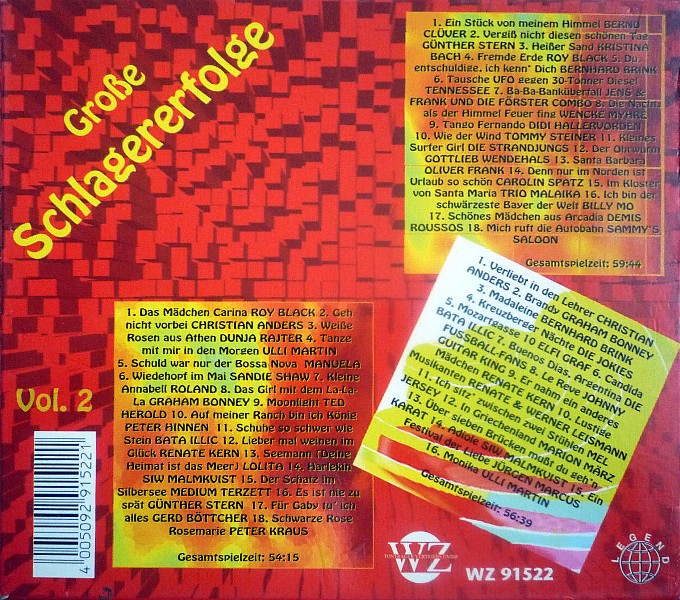 Große
Schlagererfolge
1. Ein Stück von meinem Himmel BERND
CLÜVER 2. Vergiß nicht diesen schönen Tag
GÜNTHER STERN 3. Heißer Sand KRISTINA
BACH 4. Fremde Erde ROY BLACK 5. Du,
entschuldige, ich kenn' Dich BERNHARD BRINK
6. Tausche UFO gegen 30-Tonner Diesel
TENNESSEE 7. Ba-Ba-Banküberfall JENS &
FRANK UND DIE FÖRSTER COMBO 8. Die Nacht,
als der Himmel Feuer fing WENCKE MYHRE
9. Tango Fernando DIDI HALLERVORDEN
10. Wie der Wind TOMMY STEINER 11. Kleines
Surfer Girl DIE STRANDJUNGS 12. Der Ohrwurm
GOTTLIEB WENDEHALS 13. Santa Barbara
OLIVER FRANK 14. Denn nur im Norden ist
Urlaub so schön CAROLIN SPATZ 15. Im Kloster
von Santa Maria TRIO MALAIKA 16. Ich bin der
schwärzeste Bayer der Welt BILLY MO
17. Schönes Mädchen aus Arcadia DEMIS
ROUSSOS 18. Mich ruft die Autobahn SAMMY'S
SALOON
Gesamtspielzeit: 59:44
1. Verliebt in den Lehrer CHRISTIAN
ANDERS 2. Brandy GRAHAM BONNEY
3. Madaleine BERNHARD BRINK
4. Kreuzberger Nächte DIE JOKIES
5. Mozartgasse 10 ELFI GRAF 6. Candida
BATA ILLIC 7. Buenos Dias, Argentina DIE
FUSSBALL-FANS 8. Le Reve JOHNNY
GUITAR KING 9. Er nahm ein anderes
Mädchen RENATE KERN 10. Lustige
Musikanten RENATE & WERNER LEISMANN
11. Ich sitz' zwischen zwei Stühlen MEL
JERSEY 12. In Griechenland MARION MÄRZ
13. Über sieben Brücken mußt du geh'n
KARAT 14. Adiole SIW MALMKVIST 15. Ein
Festival der Liebe JÜRGEN MARCUS
16. Monika ULLI MARTIN
Gesamtspielzeit: 56:39
1. Das Mädchen Carina ROY BLACK 2. Geh
nicht vorbei CHRISTIAN ANDERS 3. Weiße
Rosen aus Athen DUNJA RAJTER 4. Tanze
mit mir in den Morgen ULLI MARTIN
5. Schuld war nur der Bossa Nova MANUELA
6. Wiedehopf im Mai SANDIE SHAW 7. Kleine
Annabell ROLAND 8. Das Girl mit dem La-La-
La GRAHAM BONNEY 9. Moonlight TED
HEROLD 10. Auf meiner Ranch bin ich König
PETER HINNEN 11. Schuhe so schwer wie
Stein BATA ILLIC 12. Lieber mal weinen im
Glück RENATE KERN 13. Seemann (Deine
Heimat ist das Meer) LOLITA 14. Harlekin
SIW MALMKVIST 15. Der Schatz im
Silbersee MEDIUM TERZETT 16. Es ist nie zu
spät GÜNTHER STERN 17. Für Gaby tu' ich
alles GERD BÖTTCHER 18. Schwarze Rose
Rosemarie PETER KRAUS
Gesamtspielzeit: 54:15
Vol. 2
4 005092 915221
WZ
WZ 91522
LEGEND